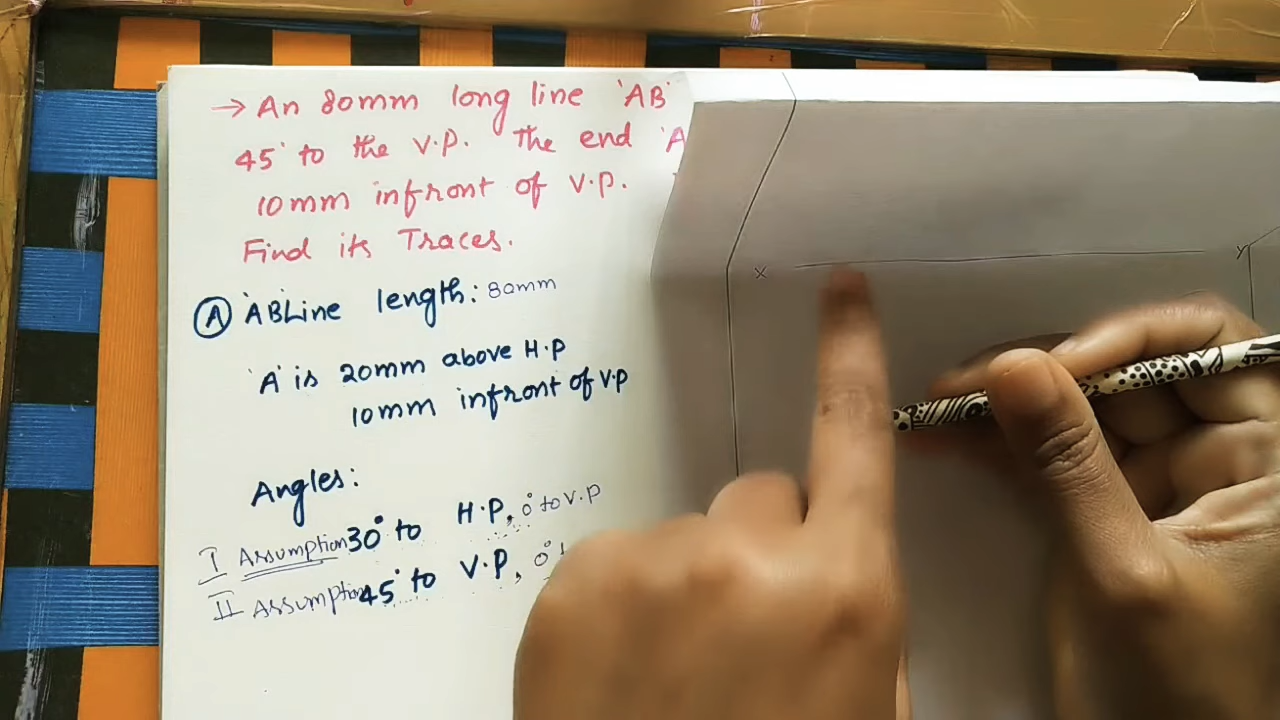 → An 80mm long line 'AB'
45° to the V.P. The end 'A
10mm infront of V.P.
Find its Traces.
Ⓐ 'AB'Line length: 80mm
'A' is 20mm above H.P
10mm infront of V.P
Angles:
I Assumption 30° to H.P, 0° to V.P
II Assumption 45° to V.P, 0°
X Y